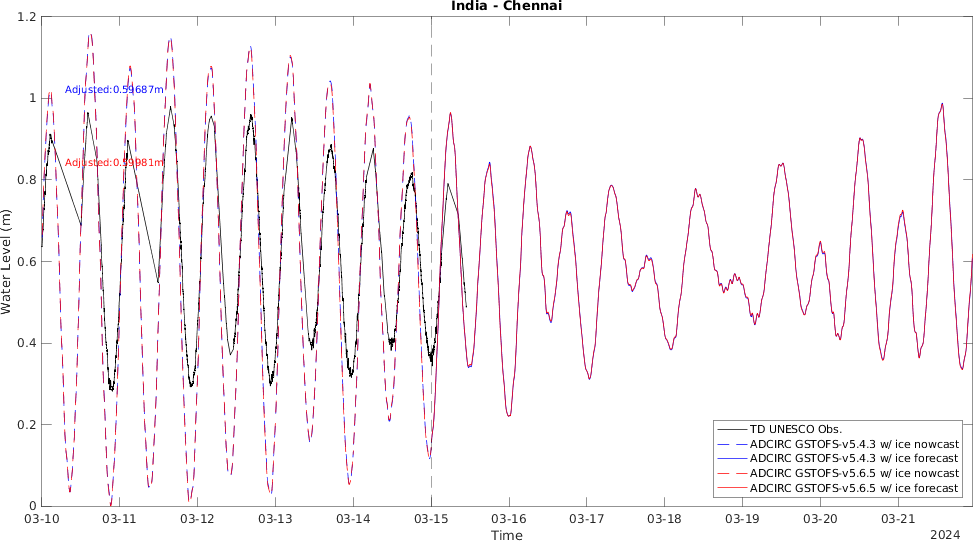 India - Chennai
Water Level (m)
1.2
1
0.8
0.6
0.4
0.2
0
Adjusted:0.59687m
Adjusted:0.59981m
TD UNESCO Obs.
ADCIRC GSTOFS-v5.4.3 w/ ice nowcast
ADCIRC GSTOFS-v5.4.3 w/ ice forecast
ADCIRC GSTOFS-v5.6.5 w/ ice nowcast
ADCIRC GSTOFS-v5.6.5 w/ ice forecast
03-10 03-11 03-12 03-13 03-14 03-15 03-16 03-17 03-18 03-19 03-20 03-21
Time
2024